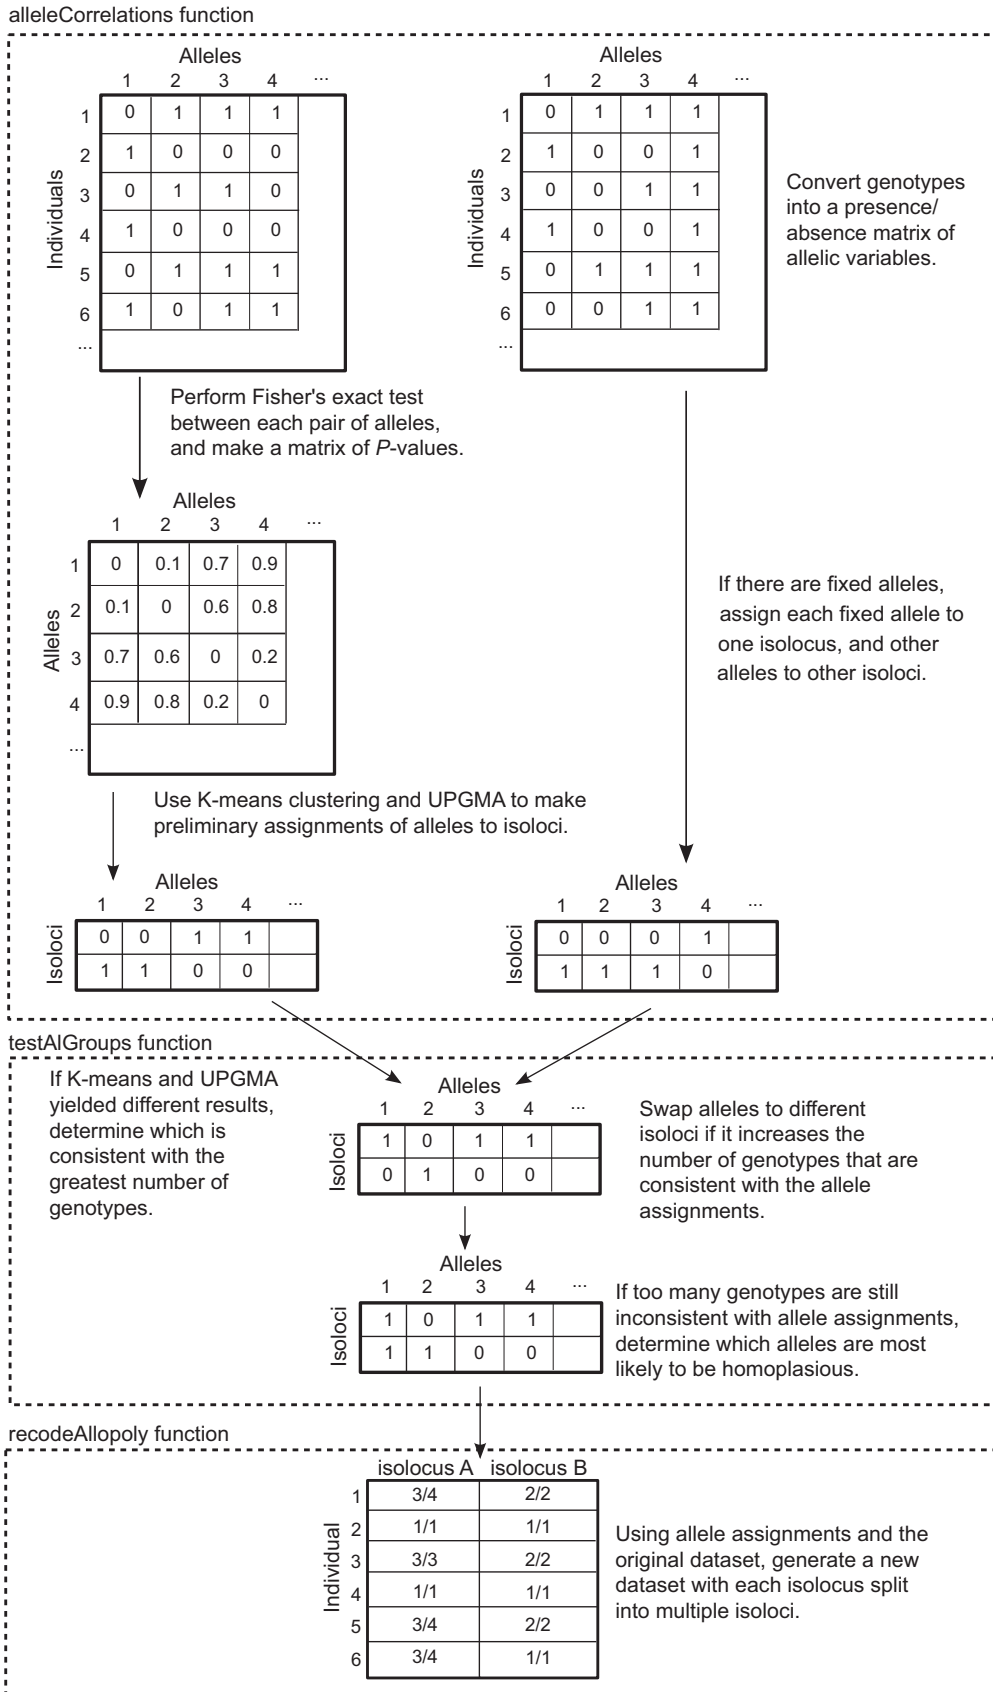 alleleCorrelations function
Alleles
1 2 3 4 ...
Individuals
1 0 1 1 1
2 1 0 0 0
3 0 1 1 0
4 1 0 0 0
5 0 1 1 1
6 1 0 1 1
...
Alleles
1 2 3 4 ...
Individuals
1 0 1 1 1
2 1 0 0 1
3 0 0 1 1
4 1 0 0 1
5 0 1 1 1
6 0 0 1 1
...
Convert genotypes
into a presence/
absence matrix of
allelic variables.
Perform Fisher's exact test
between each pair of alleles,
and make a matrix of P-values.
Alleles
1 2 3 4 ...
Alleles
1 0 0.1 0.7 0.9
2 0.1 0 0.6 0.8
3 0.7 0.6 0 0.2
4 0.9 0.8 0.2 0
...
If there are fixed alleles,
assign each fixed allele to
one isolocus, and other
alleles to other isoloci.
Use K-means clustering and UPGMA to make
preliminary assignments of alleles to isoloci.
Alleles
1 2 3 4 ...
Isoloci
0 0 1 1
1 1 0 0
Alleles
1 2 3 4 ...
Isoloci
0 0 0 1
1 1 1 0
testAlGroups function
If K-means and UPGMA
yielded different results,
determine which is
consistent with the
greatest number of
genotypes.
Alleles
1 2 3 4 ...
Isoloci
1 0 1 1
0 1 0 0
Swap alleles to different
isoloci if it increases the
number of genotypes that are
consistent with the allele
assignments.
Alleles
1 2 3 4 ...
Isoloci
1 0 1 1
1 1 0 0
If too many genotypes are still
inconsistent with allele assignments,
determine which alleles are most
likely to be homoplasious.
recodeAllopoly function
isolocus A isolocus B
Individual
1 3/4 2/2
2 1/1 1/1
3 3/3 2/2
4 1/1 1/1
5 3/4 2/2
6 3/4 1/1
Using allele assignments and the
original dataset, generate a new
dataset with each isolocus split
into multiple isoloci.